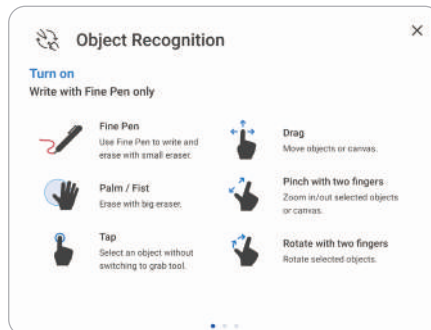 Object Recognition
Turn on
Write with Fine Pen only
Fine Pen
Use Fine Pen to write and
erase with small eraser.
Palm / Fist
Erase with big eraser.
Tap
Select an object without
switching to grab tool.
Drag
Move objects or canvas.
Pinch with two fingers
Zoom in/out selected objects
or canvas.
Rotate with two fingers
Rotate selected objects.